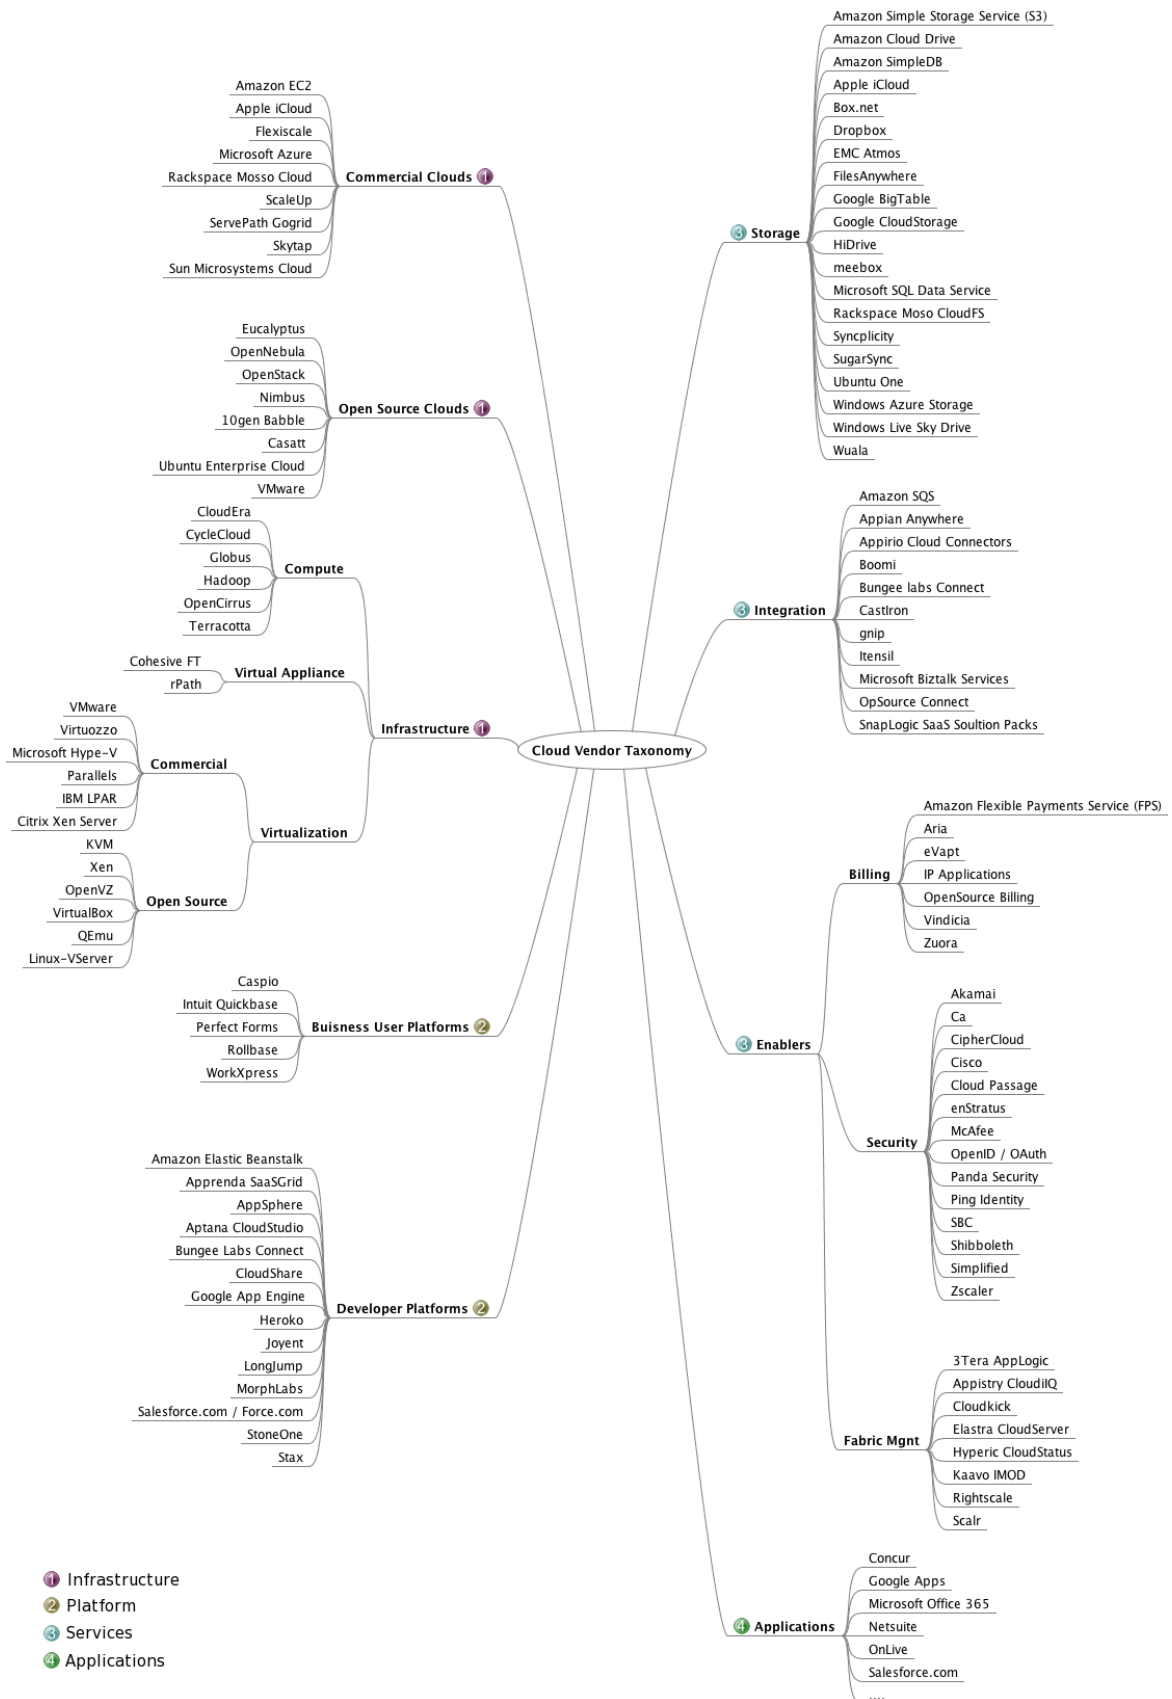 Amazon EC2
Apple iCloud
Flexiscale
Microsoft Azure
Rackspace Mosso Cloud
ScaleUp
ServePath Gogrid
Skytap
Sun Microsystems Cloud
Commercial Clouds 1
Eucalyptus
OpenNebula
OpenStack
Nimbus
10gen Babble
Casatt
Ubuntu Enterprise Cloud
VMware
Open Source Clouds 1
CloudEra
CycleCloud
Globus
Hadoop
OpenCirrus
Terracotta
Compute
Cohesive FT
rPath
Virtual Appliance
VMware
Virtuozzo
Microsoft Hype-V
Parallels
IBM LPAR
Citrix Xen Server
Commercial
KVM
Xen
OpenVZ
VirtualBox
QEmu
Linux-VServer
Open Source
Virtualization
Infrastructure 1
Caspio
Intuit Quickbase
Perfect Forms
Rollbase
WorkXpress
Buisness User Platforms 2
Amazon Elastic Beanstalk
Apprenda SaaSGrid
AppSphere
Aptana CloudStudio
Bungee Labs Connect
CloudShare
Google App Engine
Heroko
Joyent
LongJump
MorphLabs
Salesforce.com / Force.com
StoneOne
Stax
Developer Platforms 2
Cloud Vendor Taxonomy
3 Storage
Amazon Simple Storage Service (S3)
Amazon Cloud Drive
Amazon SimpleDB
Apple iCloud
Box.net
Dropbox
EMC Atmos
FilesAnywhere
Google BigTable
Google CloudStorage
HiDrive
meebox
Microsoft SQL Data Service
Rackspace Moso CloudFS
Syncplicity
SugarSync
Ubuntu One
Windows Azure Storage
Windows Live Sky Drive
Wuala
3 Integration
Amazon SQS
Appian Anywhere
Appirio Cloud Connectors
Boomi
Bungee labs Connect
CastIron
gnip
Itensil
Microsoft Biztalk Services
OpSource Connect
SnapLogic SaaS Soultion Packs
3 Enablers
Billing
Amazon Flexible Payments Service (FPS)
Aria
eVapt
IP Applications
OpenSource Billing
Vindicia
Zuora
Security
Akamai
Ca
CipherCloud
Cisco
Cloud Passage
enStratus
McAfee
OpenID / OAuth
Panda Security
Ping Identity
SBC
Shibboleth
Simplified
Zscaler
Fabric Mgnt
3Tera AppLogic
Appistry CloudiIQ
Cloudkick
Elastra CloudServer
Hyperic CloudStatus
Kaavo IMOD
Rightscale
Scalr
4 Applications
Concur
Google Apps
Microsoft Office 365
Netsuite
OnLive
Salesforce.com
1 Infrastructure
2 Platform
3 Services
4 Applications